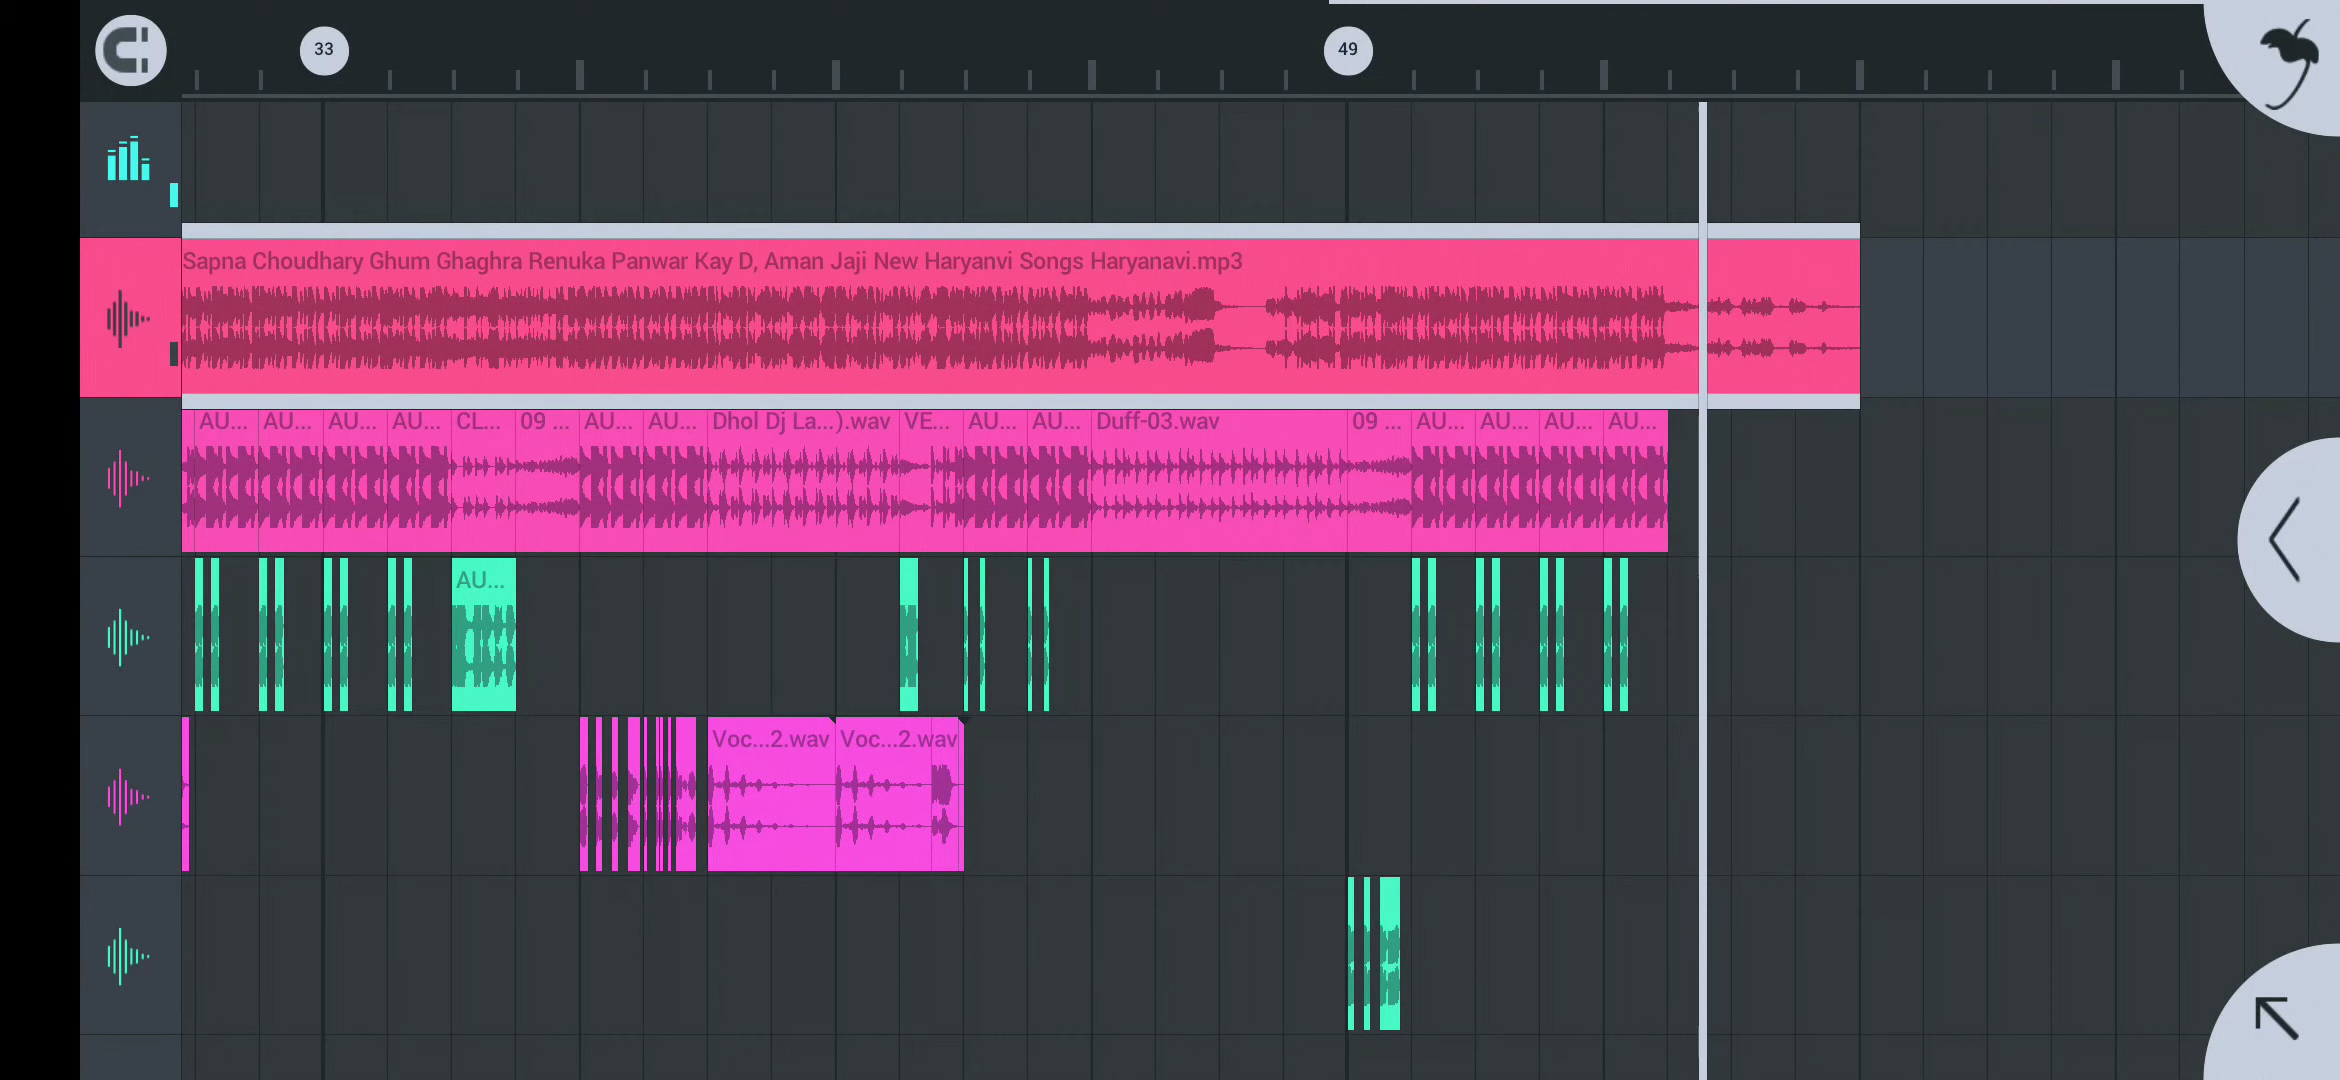 33
49
Sapna Choudhary Ghum Ghaghra Renuka Panwar Kay D, Aman Jaji New Haryanvi Songs Haryanavi.mp3
AU... AU... AU... AU... CL... 09 ... AU... AU... Dhol Dj La...).wav VE... AU... AU... Duff-03.wav 09 ... AU... AU... AU... AU...
AU...
Voc...2.wav Voc...2.wav